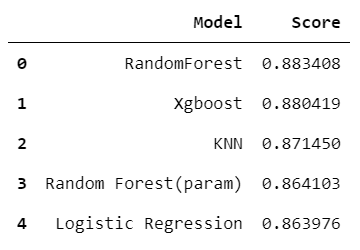 Model Score
0 RandomForest 0.883408
1 Xgboost 0.880419
2 KNN 0.871450
3 Random Forest(param) 0.864103
4 Logistic Regression 0.863976